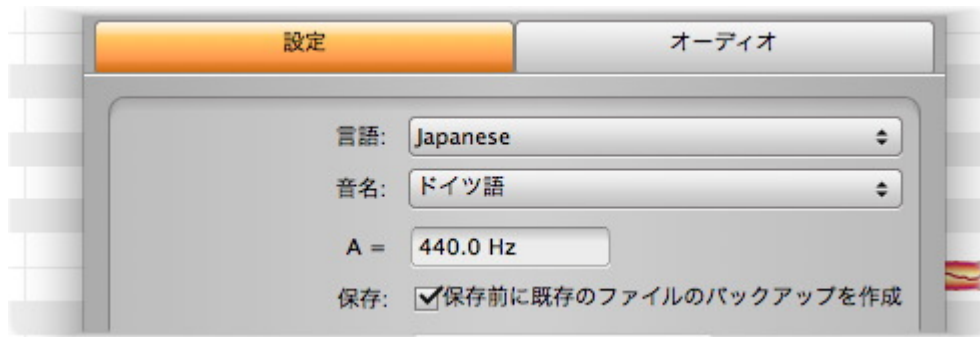 設定
オーディオ
言語: Japanese
音名: ドイツ語
A = 440.0 Hz
保存: 保存前に既存のファイルのバックアップを作成